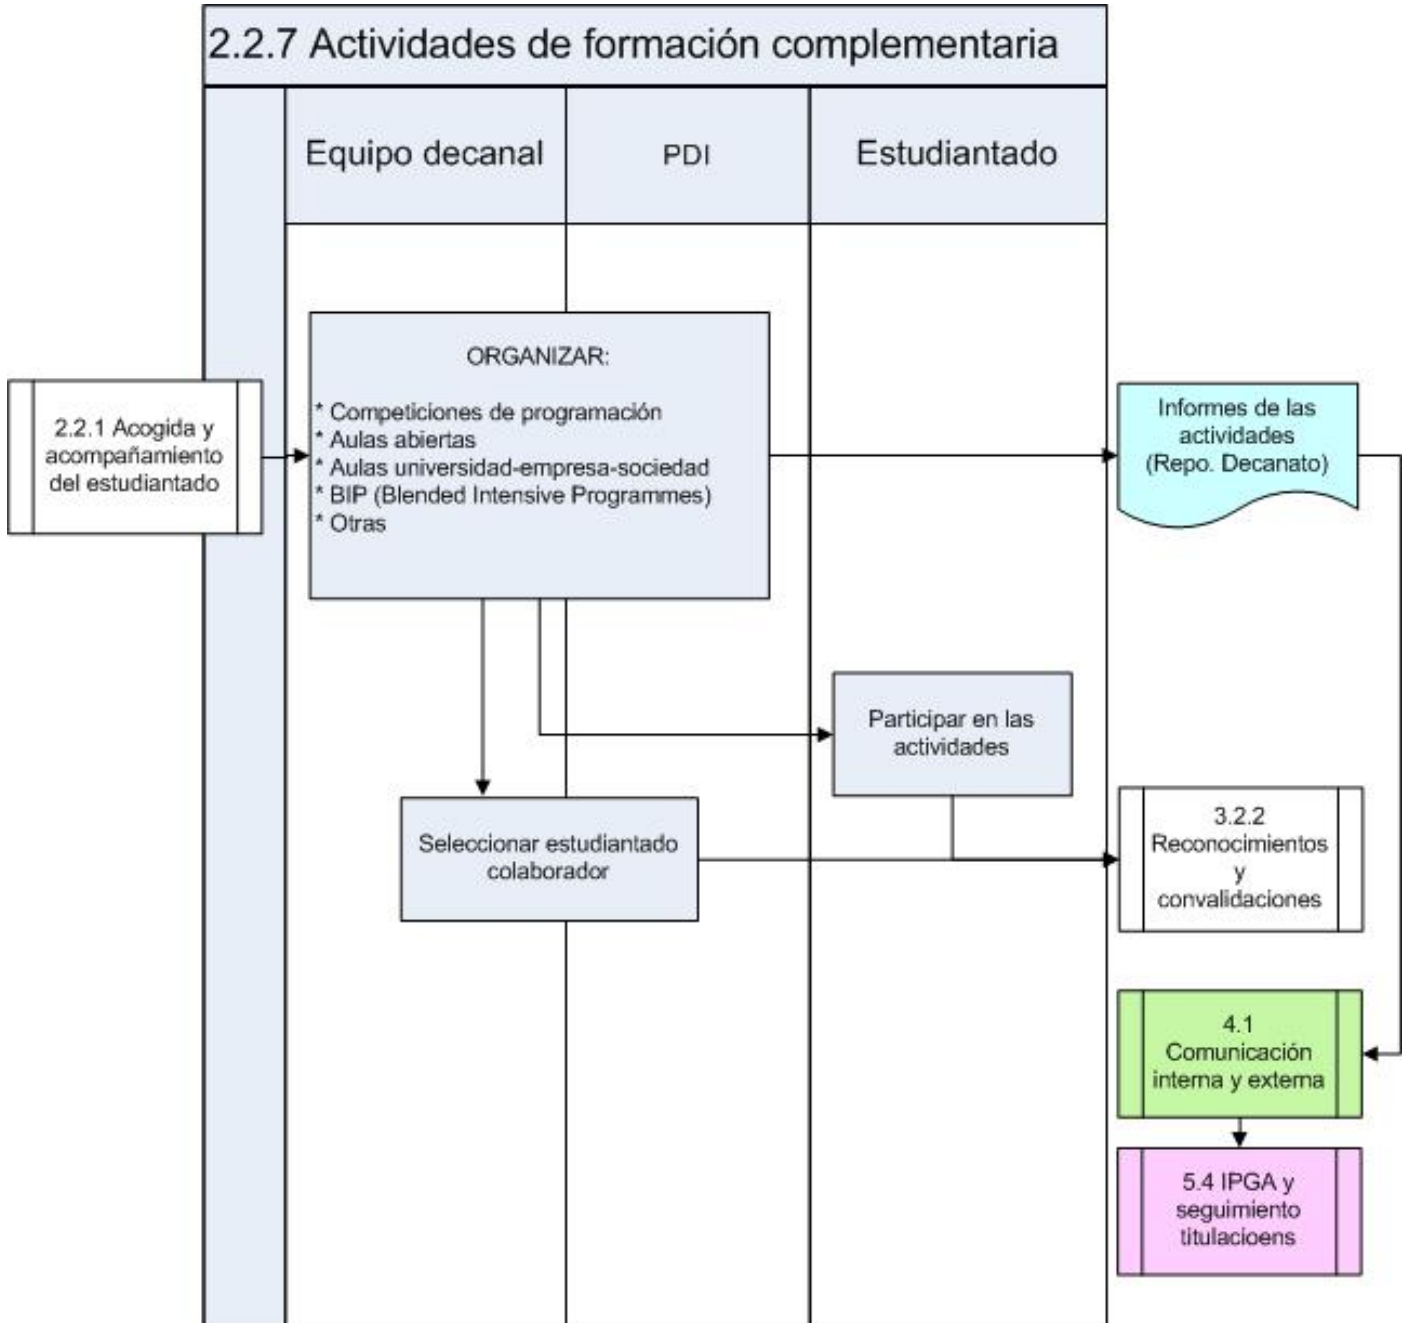 2.2.7 Actividades de formación complementaria
Equipo decanal
PDI
Estudiantado
ORGANIZAR:
* Competiciones de programación
* Aulas abiertas
* Aulas universidad-empresa-sociedad
* BIP (Blended Intensive Programmes)
* Otras
2.2.1 Acogida y
acompañamiento
del estudiantado
Informes de las
actividades
(Repo. Decanato)
Participar en las
actividades
Seleccionar estudiantado
colaborador
3.2.2
Reconocimientos
y
convalidaciones
4.1
Comunicación
interna y externa
5.4 IPGA y
seguimiento
titulacioens